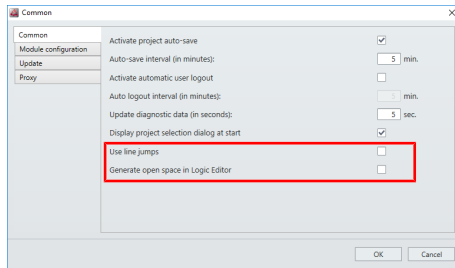 Common
Common
Module configuration
Update
Proxy
Activate project auto-save
Auto-save interval (in minutes): 5 min.
Activate automatic user logout
Auto logout interval (in minutes): 5 min.
Update diagnostic data (in seconds): 5 sec.
Display project selection dialog at start
Use line jumps
Generate open space in Logic Editor
OK Cancel